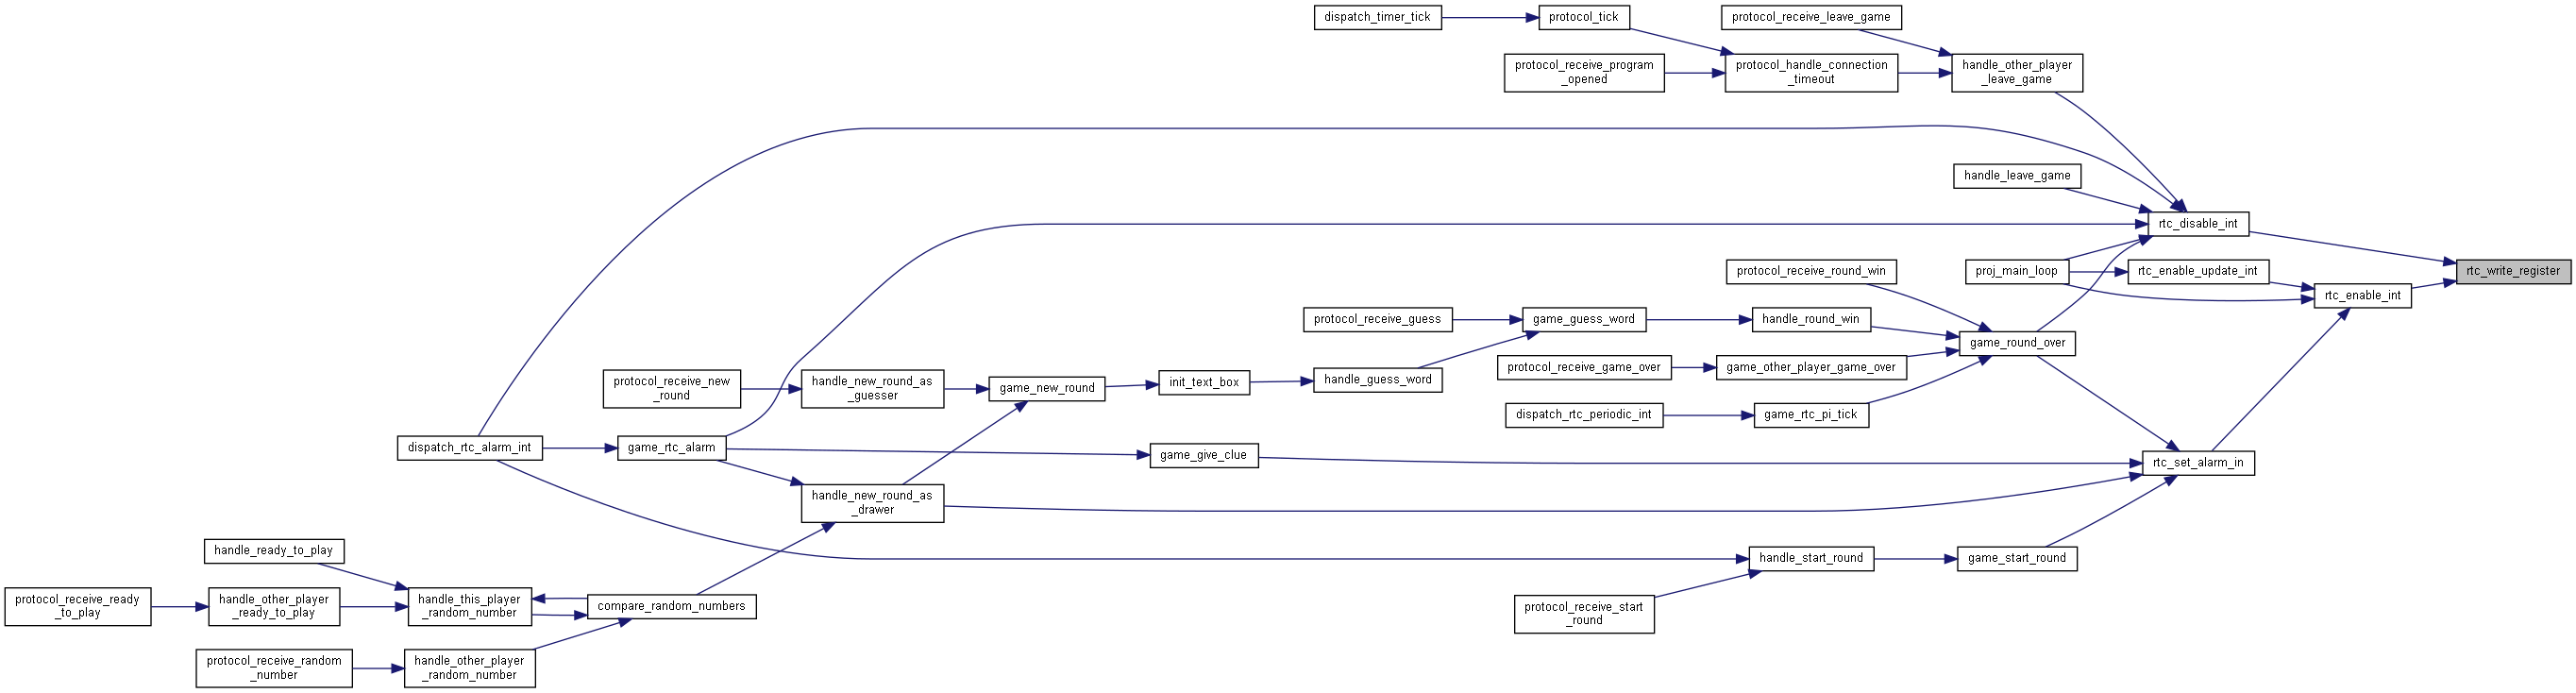 dispatch_timer_tick
protocol_tick
protocol_receive_leave_game
protocol_receive_program
_opened
protocol_handle_connection
_timeout
handle_other_player
_leave_game
handle_leave_game
rtc_disable_int
protocol_receive_round_win
proj_main_loop
rtc_enable_update_int
rtc_write_register
rtc_enable_int
protocol_receive_guess
game_guess_word
handle_round_win
game_round_over
protocol_receive_game_over
game_other_player_game_over
protocol_receive_new
_round
handle_new_round_as
_guesser
game_new_round
init_text_box
handle_guess_word
dispatch_rtc_periodic_int
game_rtc_pi_tick
dispatch_rtc_alarm_int
game_rtc_alarm
game_give_clue
rtc_set_alarm_in
handle_new_round_as
_drawer
handle_ready_to_play
handle_start_round
game_start_round
protocol_receive_ready
_to_play
handle_other_player
_ready_to_play
handle_this_player
_random_number
compare_random_numbers
protocol_receive_start
_round
protocol_receive_random
_number
handle_other_player
_random_number